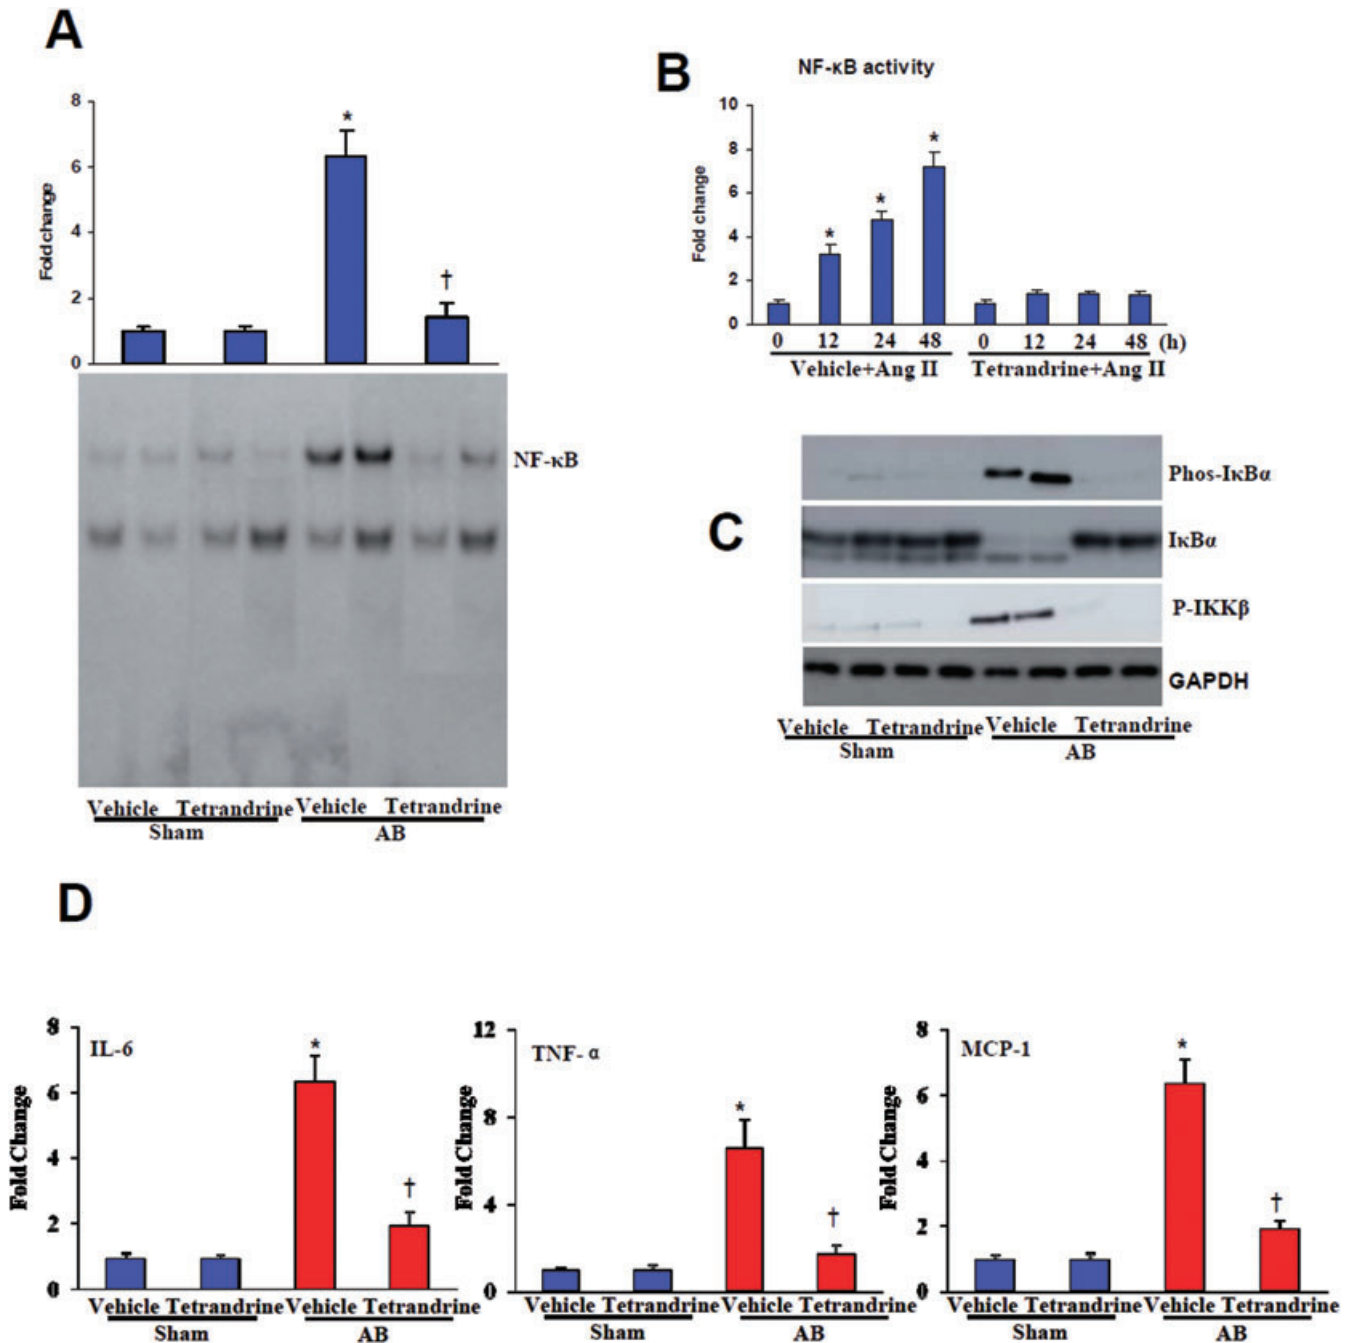 A
8
6
4
2
0
Fold change
*
†
NF-κB
Vehicle Tetrandrine Vehicle Tetrandrine
Sham AB
B
NF-κB activity
10
8
6
4
2
0
Fold change
* * *
0 12 24 48 0 12 24 48 (h)
Vehicle+Ang II Tetrandrine+Ang II
C
Phos-IκBα
IκBα
P-IKKβ
GAPDH
Vehicle Tetrandrine Vehicle Tetrandrine
Sham AB
D
8
6
4
2
0
Fold Change
IL-6
*
†
Vehicle Tetrandrine Vehicle Tetrandrine
Sham AB
12
8
4
0
Fold Change
TNF- α
*
†
Vehicle Tetrandrine Vehicle Tetrandrine
Sham AB
8
6
4
2
0
Fold Change
MCP-1
*
†
Vehicle Tetrandrine Vehicle Tetrandrine
Sham AB